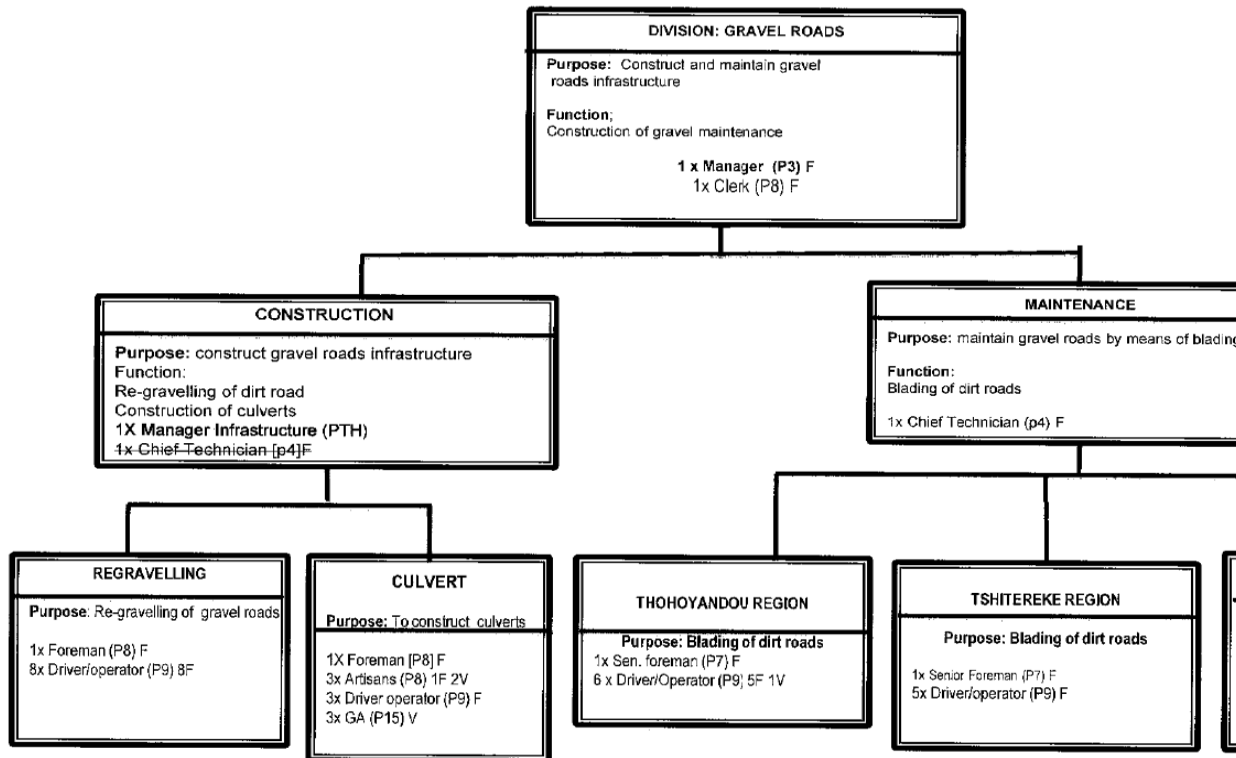 DIVISION: GRAVEL ROADS
Purpose: Construct and maintain gravel
roads infrastructure
Function;
Construction of gravel maintenance
1 x Manager (P3) F
1x Clerk (P8) F
CONSTRUCTION
Purpose: construct gravel roads infrastructure
Function:
Re-gravelling of dirt road
Construction of culverts
1X Manager Infrastructure (PTH)
1x Chief Technician [p4]F
MAINTENANCE
Purpose: maintain gravel roads by means of blading
Function:
Blading of dirt roads
1x Chief Technician (p4) F
REGRAVELLING
Purpose: Re-gravelling of gravel roads
1x Foreman (P8) F
8x Driver/operator (P9) 8F
CULVERT
Purpose: To construct culverts
1X Foreman [P8] F
3x Artisans (P8) 1F 2V
3x Driver operator (P9) F
3x GA (P15) V
THOHOYANDOU REGION
Purpose: Blading of dirt roads
1x Sen. foreman (P7) F
6 x Driver/Operator (P9) 5F 1V
TSHITEREKE REGION
Purpose: Blading of dirt roads
1x Senior Foreman (P7) F
5x Driver/operator (P9) F